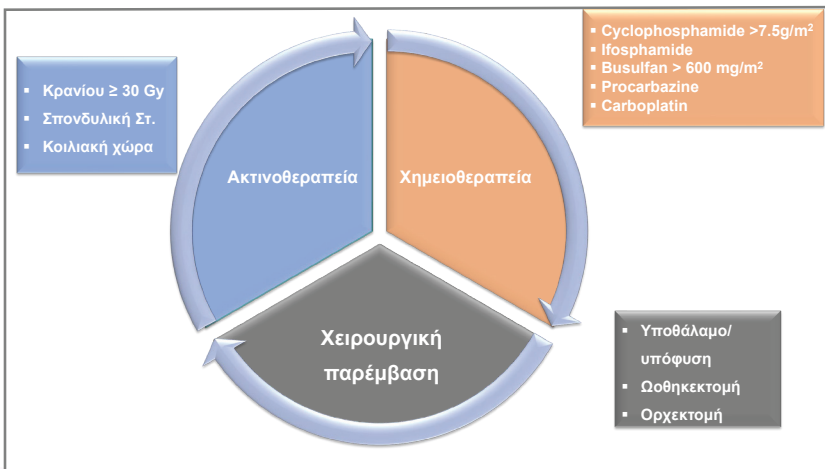 ▪ Κρανίου ≥ 30 Gy
▪ Σπονδυλική Στ.
▪ Κοιλιακή χώρα
Ακτινοθεραπεία
Χημειοθεραπεία
▪ Cyclophosphamide >7.5g/m²
▪ Ifosphamide
▪ Busulfan > 600 mg/m²
▪ Procarbazine
▪ Carboplatin
Χειρουργική
παρέμβαση
▪ Υποθάλαμο/
υπόφυση
▪ Ωοθηκεκτομή
▪ Ορχεκτομή